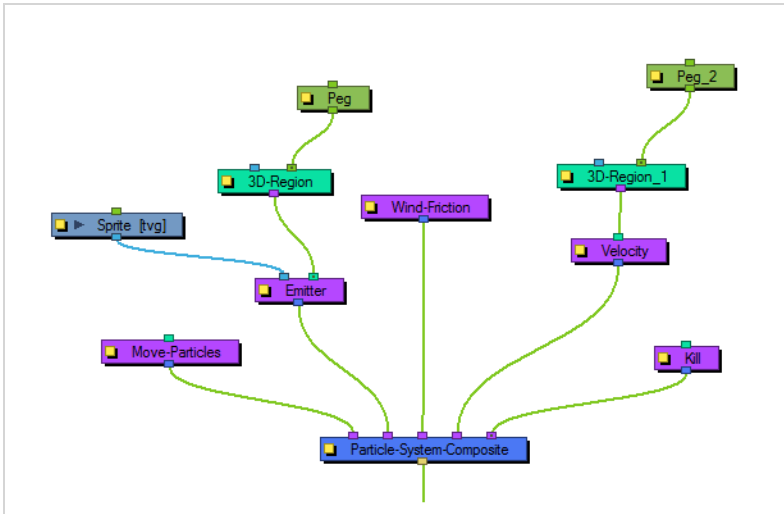 Peg_2
Peg
3D-Region
3D-Region_1
Wind-Friction
Sprite [tvg]
Velocity
Emitter
Move-Particles
Kill
Particle-System-Composite